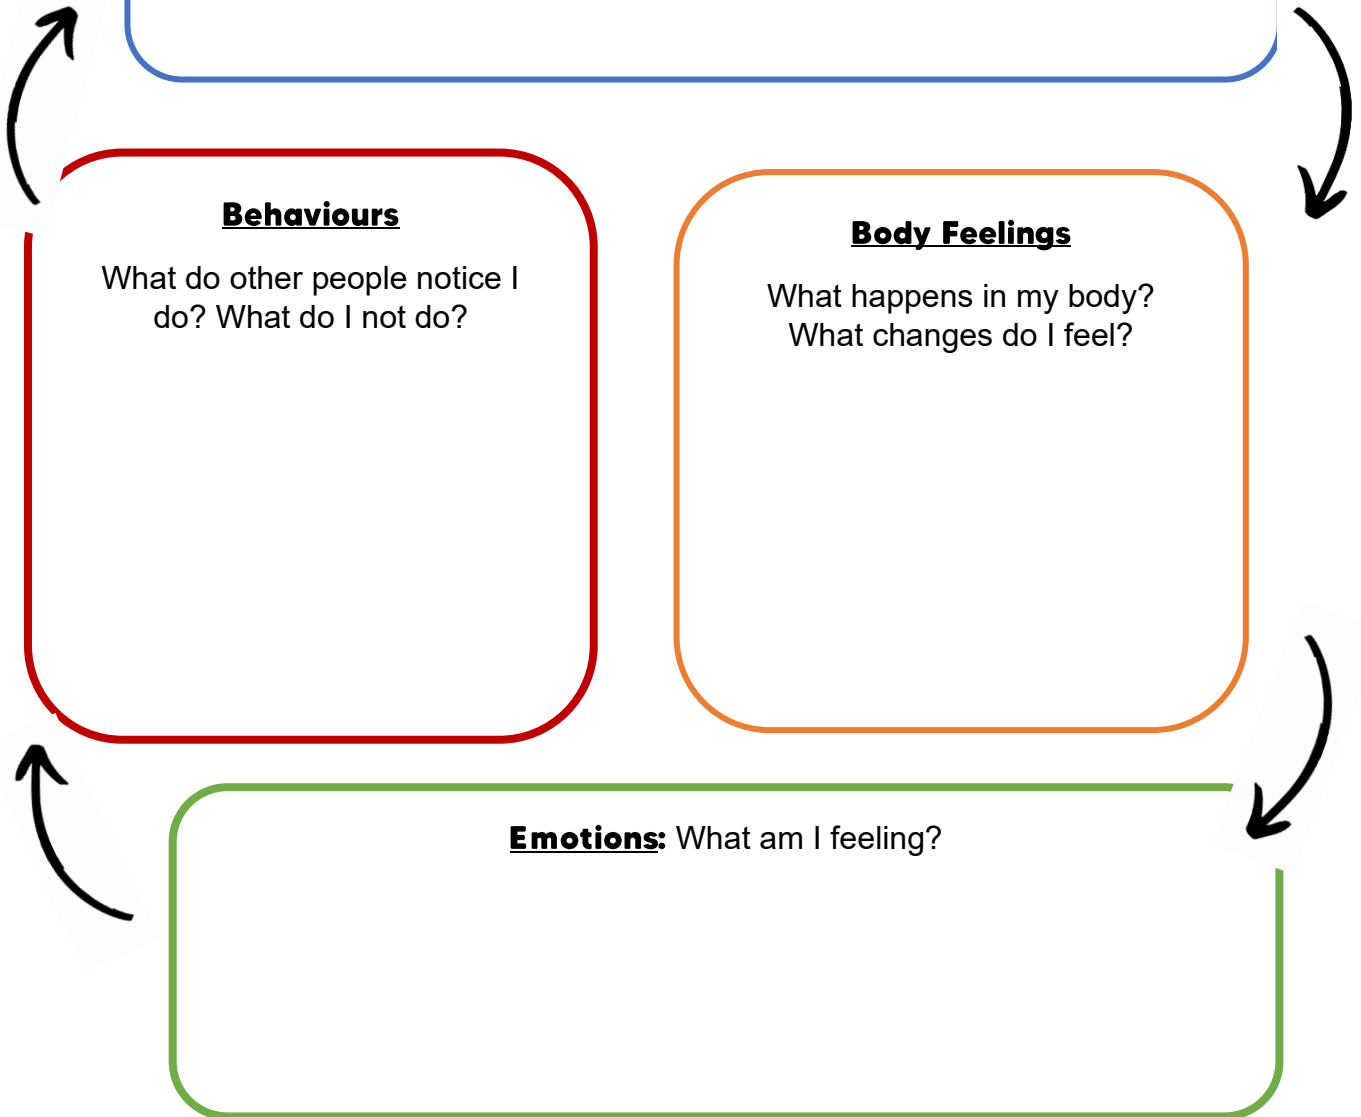 Behaviours
What do other people notice I
do? What do I not do?
Body Feelings
What happens in my body?
What changes do I feel?
Emotions: What am I feeling?